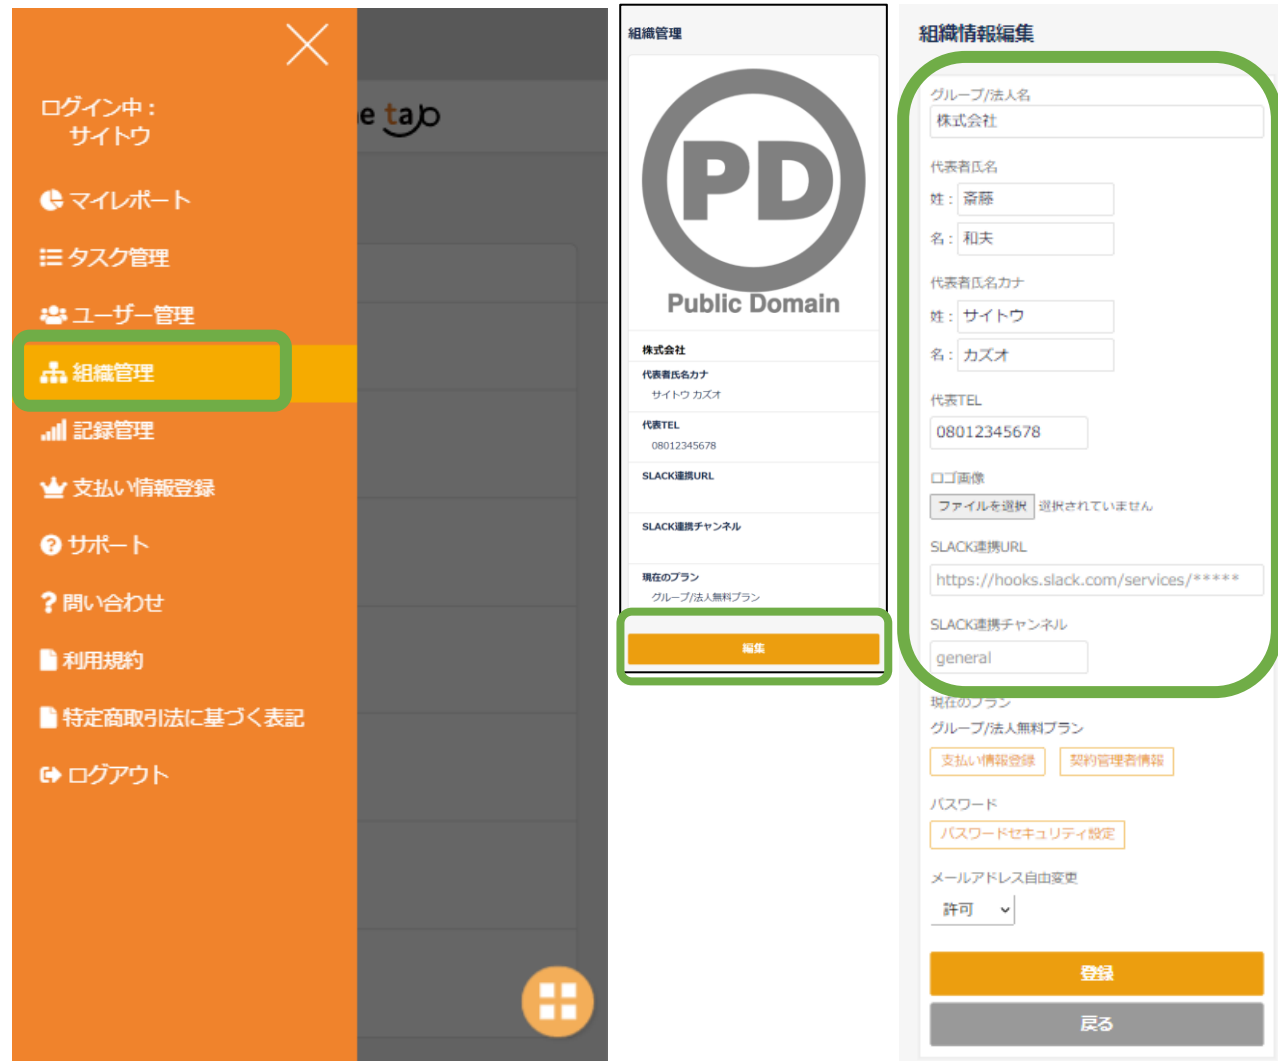 ログイン中：
サイトウ
e tap
マイレポート
タスク管理
ユーザー管理
組織管理
記録管理
支払い情報登録
サポート
問い合わせ
利用規約
特定商取引法に基づく表記
ログアウト
組織管理
PD
Public Domain
株式会社
代表者氏名カナ
サイトウ カズオ
代表TEL
08012345678
SLACK連携URL
SLACK連携チャンネル
現在のプラン
グループ/法人無料プラン
編集
組織情報編集
グループ/法人名
株式会社
代表者氏名
姓： 斎藤
名： 和夫
代表者氏名カナ
姓： サイトウ
名： カズオ
代表TEL
08012345678
ロゴ画像
ファイルを選択 選択されていません
SLACK連携URL
https://hooks.slack.com/services/*****
SLACK連携チャンネル
general
現在のプラン
グループ/法人無料プラン
支払い情報登録 契約管理者情報
パスワード
パスワードセキュリティ設定
メールアドレス自由変更
許可
登録
戻る